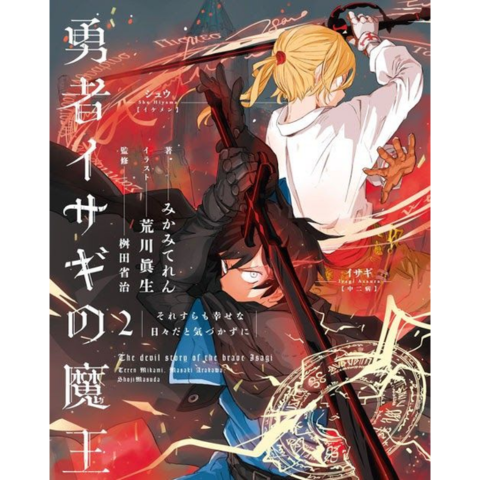 勇者イサギの魔王
シュウ
Shu Hiyama
【イケメン】
著・
みかみてれん
イラスト
荒川眞生
監修
桝田省治
イサギ
【中二病】
2
それすらも幸せな
日々だと気づかずに
The devil story of the brave Isagi
Teren Mikami, Masaki Arakawa
Shoji Masuda